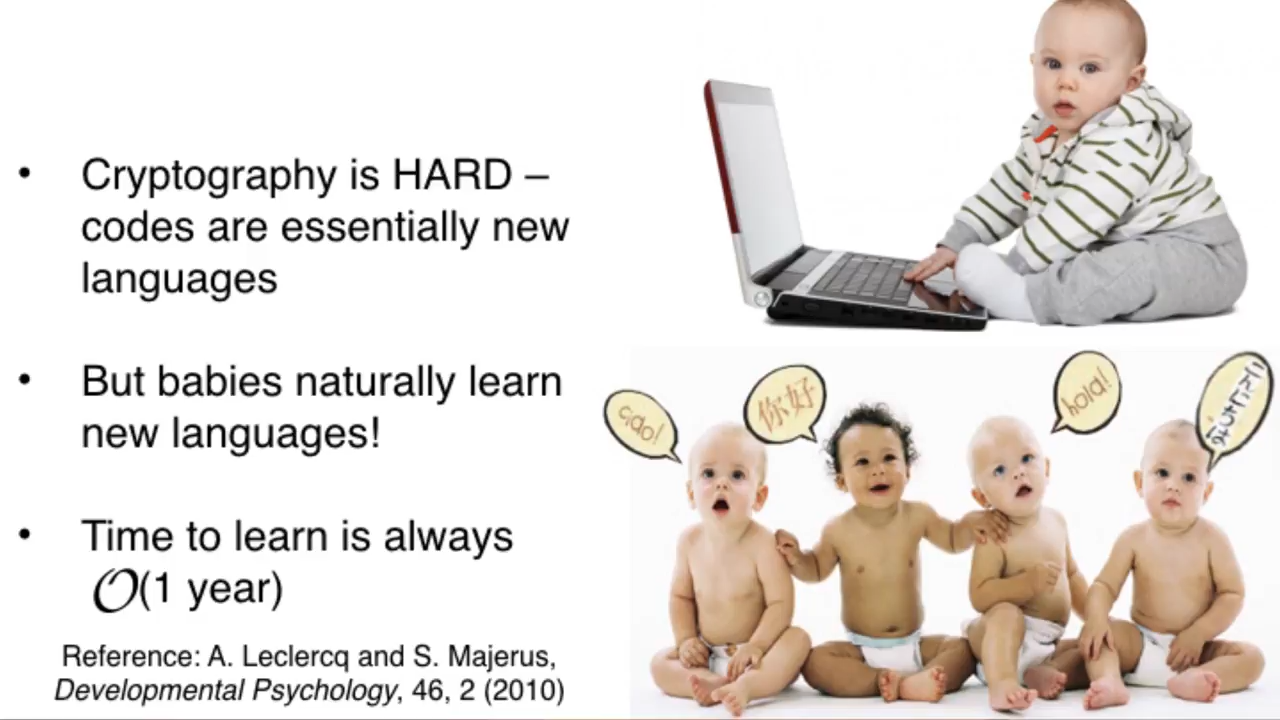 • Cryptography is HARD –
codes are essentially new
languages
• But babies naturally learn
new languages!
• Time to learn is always
𝒪(1 year)
Reference: A. Leclercq and S. Majerus,
Developmental Psychology, 46, 2 (2010)
ciao!
你好
hola!